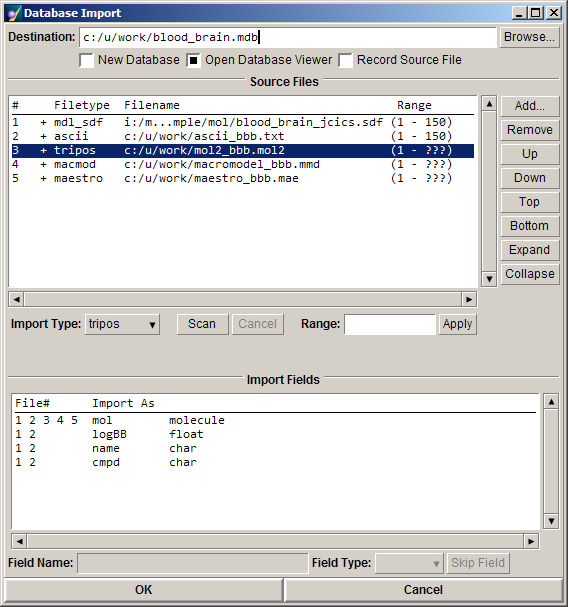 Database Import
Destination: c:/u/work/blood_brain.mdb Browse...
New Database Open Database Viewer Record Source File
Source Files
# Filetype Filename Range
1 + mdl_sdf i:/m...mple/mol/blood_brain_jcics.sdf (1 - 150)
2 + ascii c:/u/work/ascii_bbb.txt (1 - 150)
3 + tripos c:/u/work/mol2_bbb.mol2 (1 - ???)
4 + macmod c:/u/work/macromodel_bbb.mmd (1 - ???)
5 + maestro c:/u/work/maestro_bbb.mae (1 - ???)
Add...
Remove
Up
Down
Top
Bottom
Expand
Collapse
Import Type: tripos Scan Cancel Range: Apply
Import Fields
File# Import As
1 2 3 4 5 mol molecule
1 2 logBB float
1 2 name char
1 2 cmpd char
Field Name: Field Type: Skip Field
OK Cancel